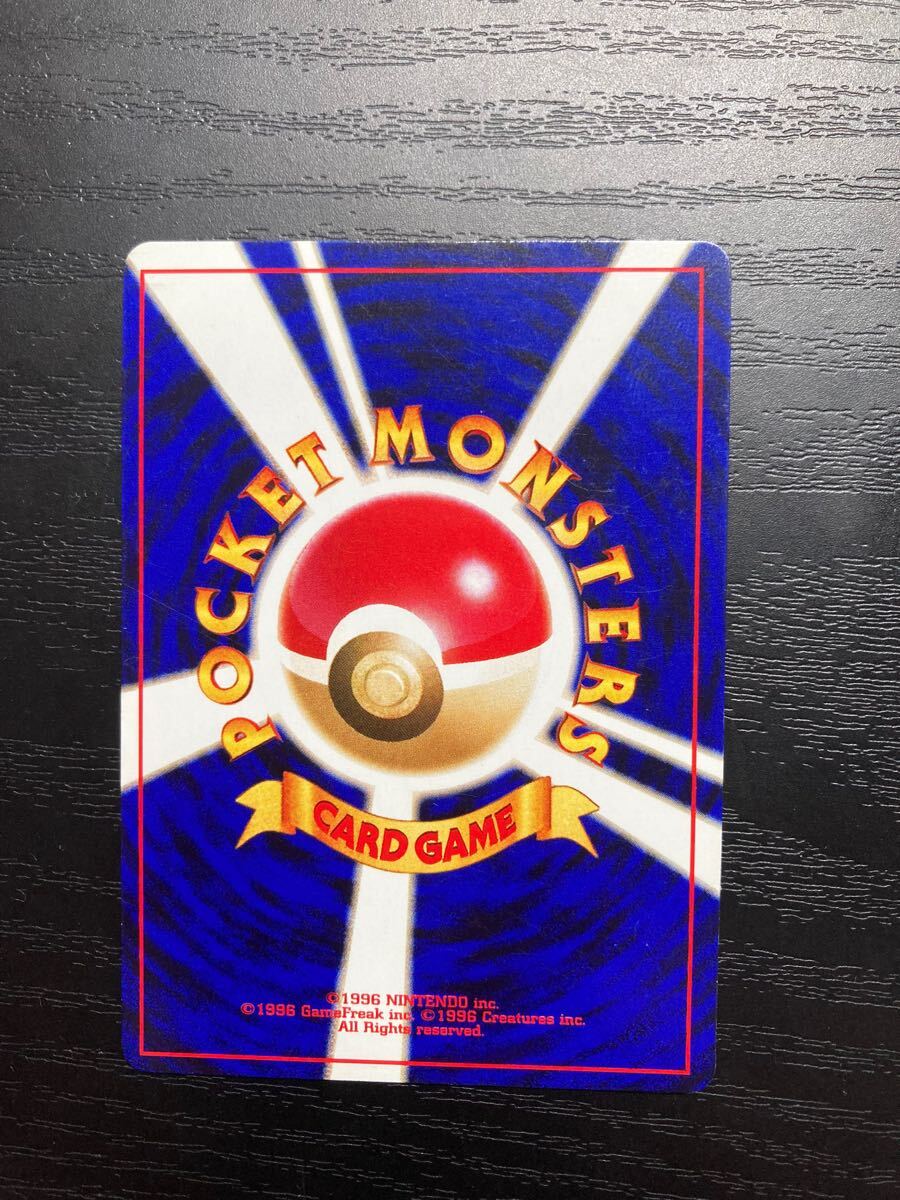 POCKET MONSTERS
CARD GAME
©1996 NINTENDO inc.
©1996 GameFreak inc. ©1996 Creatures inc.
All Rights reserved.